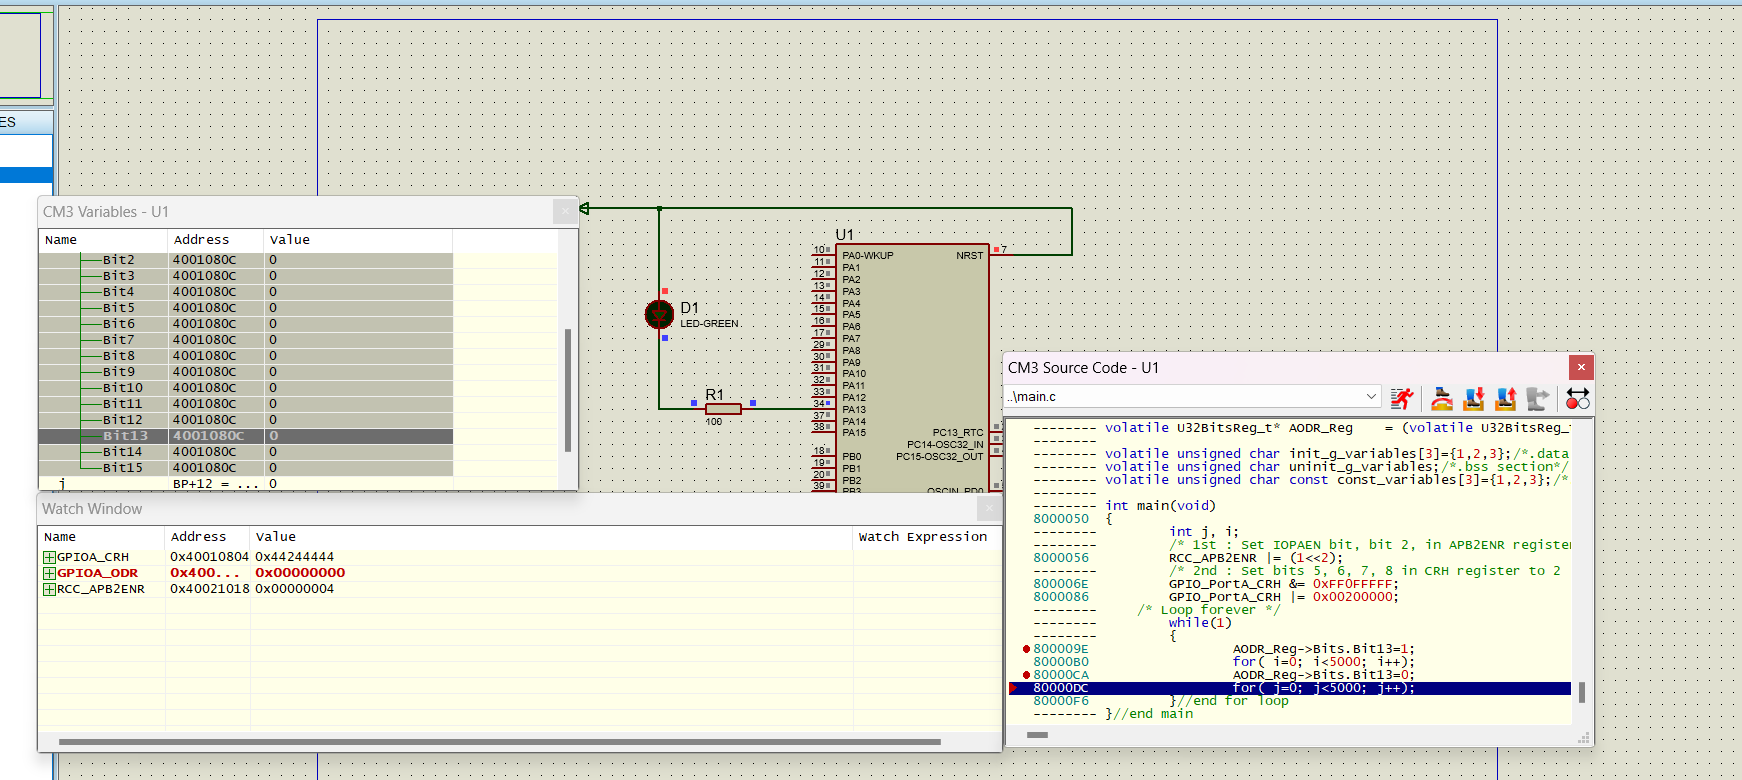 ES
CM3 Variables - U1
Name Address Value
Bit2 4001080C 0
Bit3 4001080C 0
Bit4 4001080C 0
Bit5 4001080C 0
Bit6 4001080C 0
Bit7 4001080C 0
Bit8 4001080C 0
Bit9 4001080C 0
Bit10 4001080C 0
Bit11 4001080C 0
Bit12 4001080C 0
Bit13 4001080C 0
Bit14 4001080C 0
Bit15 4001080C 0
j BP+12 = ... 0
Watch Window
Name Address Value Watch Expression
GPIOA_CRH 0x40010804 0x44244444
GPIOA_ODR 0x400... 0x00000000
RCC_APB2ENR 0x40021018 0x00000004
D1
LED-GREEN
R1
100
U1
10 PA0-WKUP NRST 7
11 PA1
12 PA2
13 PA3
14 PA4
15 PA5
16 PA6
17 PA7
29 PA8
30 PA9
31 PA10
32 PA11
33 PA12
34 PA13
37 PA14
38 PA15
PC13_RTC
PC14-OSC32_IN
18 PB0 PC15-OSC32_OUT
19 PB1
20 PB2
39 PB3 OSCIN_PD0
CM3 Source Code - U1
..\main.c
-------- volatile U32BitsReg_t* AODR_Reg = (volatile U32BitsReg_
--------
-------- volatile unsigned char init_g_variables[3]={1,2,3};/*.data
-------- volatile unsigned char uninit_g_variables;/*.bss section*/
-------- volatile unsigned char const const_variables[3]={1,2,3};/*
--------
-------- int main(void)
8000050 {
-------- int j, i;
-------- /* 1st : Set IOPAEN bit, bit 2, in APB2ENR register
8000056 RCC_APB2ENR |= (1<<2);
-------- /* 2nd : Set bits 5, 6, 7, 8 in CRH register to 2
800006E GPIO_PortA_CRH &= 0xFF0FFFFF;
8000086 GPIO_PortA_CRH |= 0x00200000;
-------- /* Loop forever */
-------- while(1)
-------- {
800009E AODR_Reg->Bits.Bit13=1;
80000B0 for( i=0; i<5000; i++);
80000CA AODR_Reg->Bits.Bit13=0;
80000DC for( j=0; j<5000; j++);
80000F6 }//end for loop
-------- }//end main